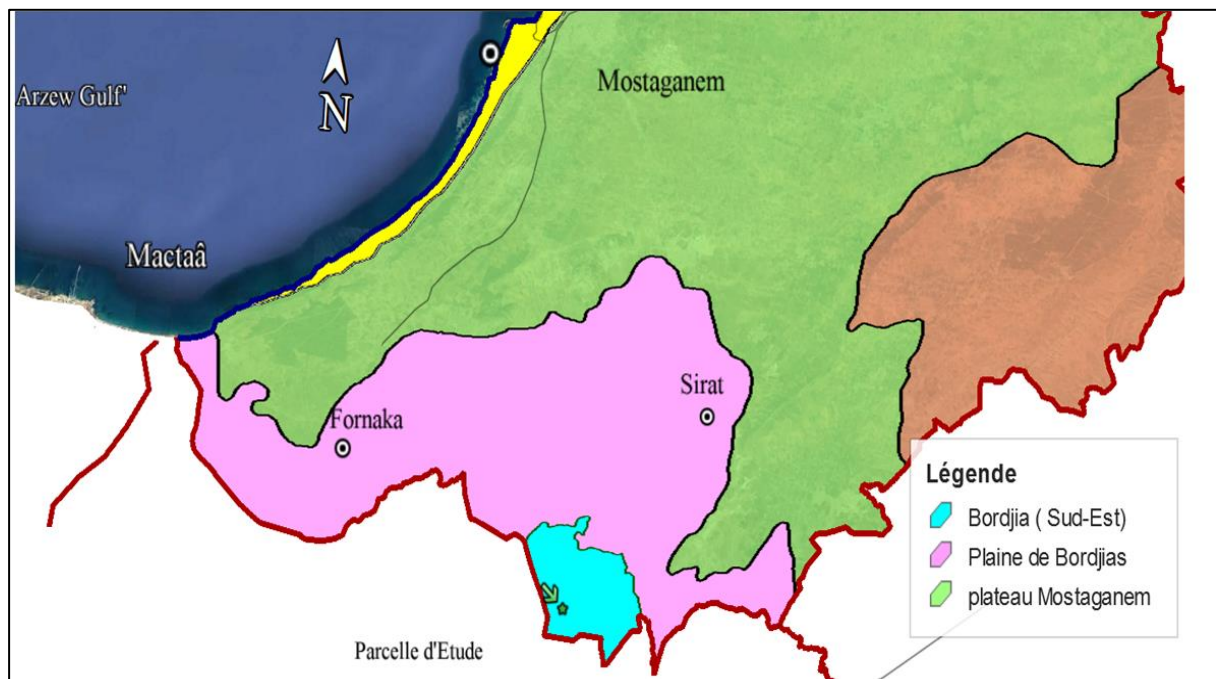 Mostaganem
Arzew Gulf'
N
Mactaâ
Sirat
Fornaka
Légende
Bordjia ( Sud-Est)
Plaine de Bordjias
plateau Mostaganem
Parcelle d'Etude